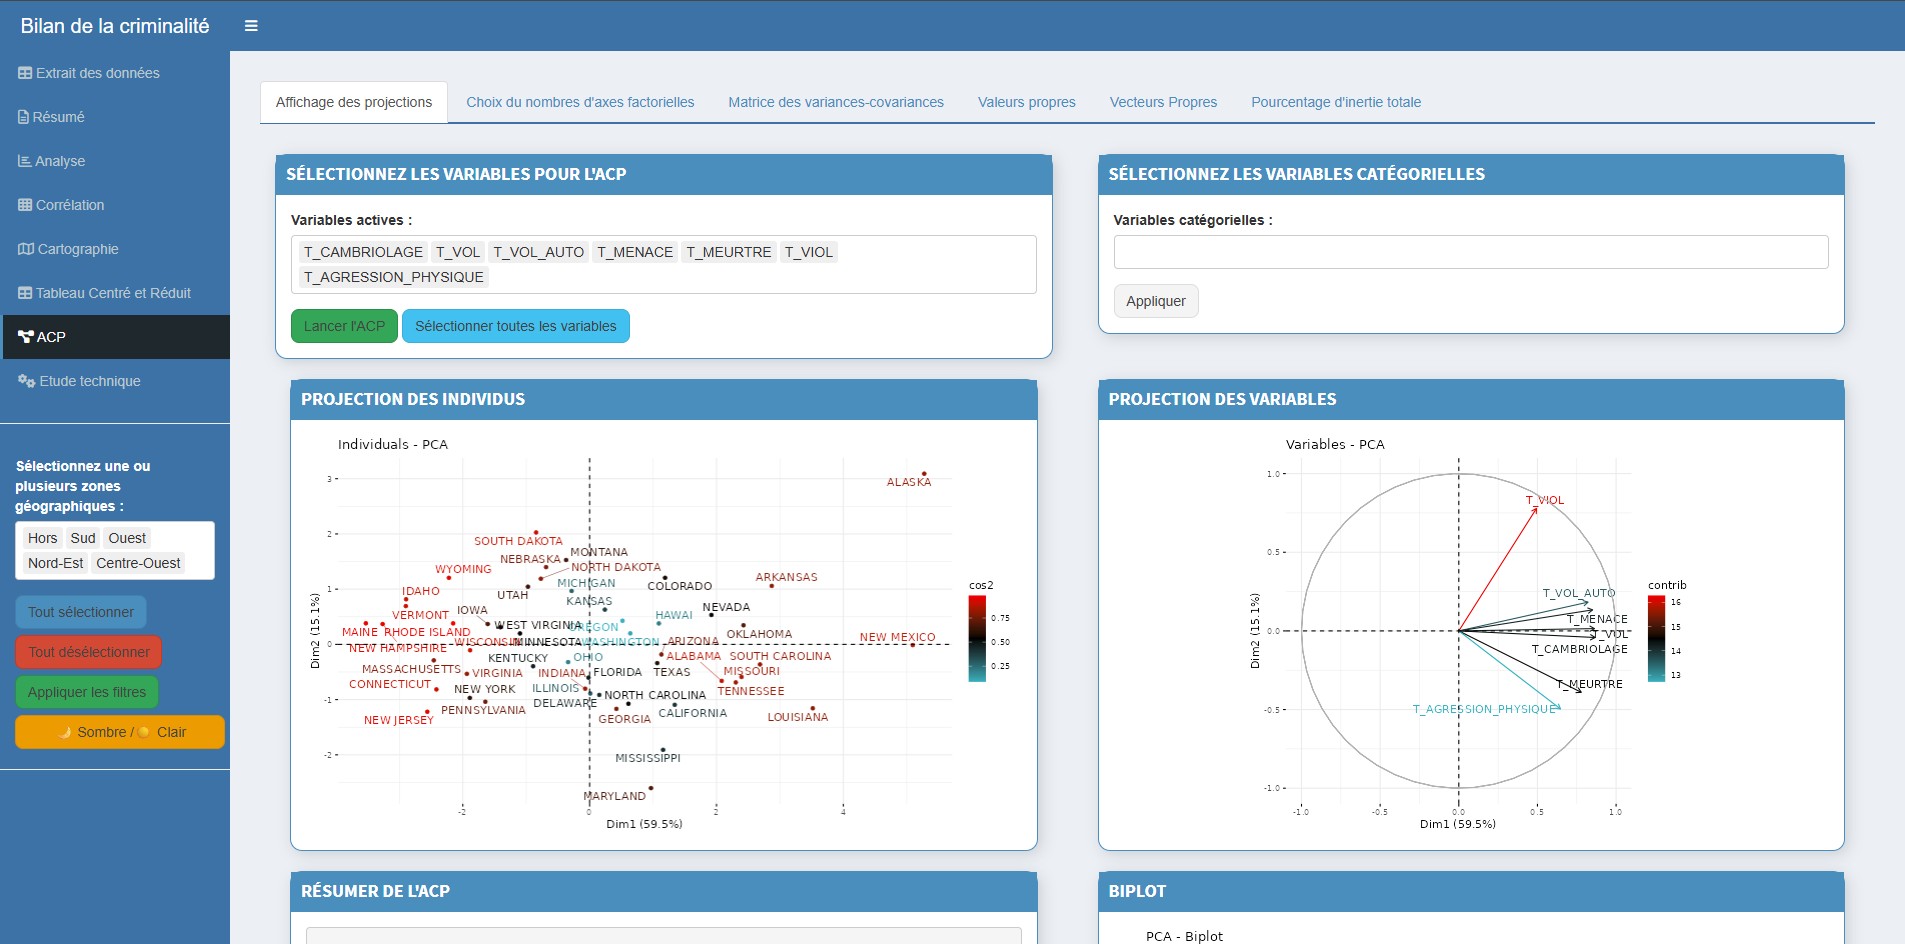 Bilan de la criminalité
Extrait des données
Résumé
Analyse
Corrélation
Cartographie
Tableau Centré et Réduit
ACP
Etude technique
Sélectionnez une ou
plusieurs zones
géographiques :
Hors Sud Ouest
Nord-Est Centre-Ouest
Tout sélectionner
Tout désélectionner
Appliquer les filtres
Sombre / Clair
Affichage des projections Choix du nombres d'axes factorielles Matrice des variances-covariances Valeurs propres Vecteurs Propres Pourcentage d'inertie totale
SÉLECTIONNEZ LES VARIABLES POUR L'ACP
Variables actives :
T_CAMBRIOLAGE T_VOL T_VOL_AUTO T_MENACE T_MEURTRE T_VIOL
T_AGRESSION_PHYSIQUE
Lancer l'ACP Sélectionner toutes les variables
SÉLECTIONNEZ LES VARIABLES CATÉGORIELLES
Variables catégorielles :
Appliquer
PROJECTION DES INDIVIDUS
Individuals - PCA
ALASKA
SOUTH DAKOTA
MONTANA
NEBRASKA
NORTH DAKOTA
WYOMING
MICHIGAN
COLORADO
ARKANSAS
IDAHO
UTAH
KANSAS
NEVADA
IOWA
VERMONT
HAWAI
WEST VIRGINIA
OREGON
OKLAHOMA
MAINE
RHODE ISLAND
NEW MEXICO
WISCONSIN
MINNESOTA
WASHINGTON
ARIZONA
NEW HAMPSHIRE
KENTUCKY
OHIO
ALABAMA
SOUTH CAROLINA
MASSACHUSETTS
VIRGINIA
INDIANA
FLORIDA
TEXAS
MISSOURI
CONNECTICUT
NEW YORK
ILLINOIS
NORTH CAROLINA
TENNESSEE
DELAWARE
PENNSYLVANIA
CALIFORNIA
NEW JERSEY
GEORGIA
LOUISIANA
MISSISSIPPI
MARYLAND
3
2
1
0
-1
-2
Dim2 (15.1%)
-2 0 2 4
Dim1 (59.5%)
cos2
0.75
0.50
0.25
PROJECTION DES VARIABLES
Variables - PCA
T_VIOL
T_VOL_AUTO
T_MENACE
T_VOL
T_CAMBRIOLAGE
T_MEURTRE
T_AGRESSION_PHYSIQUE
1.0
0.5
0.0
-0.5
-1.0
Dim2 (15.1%)
-1.0 -0.5 0.0 0.5 1.0
Dim1 (59.5%)
contrib
16
15
14
13
RÉSUMER DE L'ACP
BIPLOT
PCA - Biplot